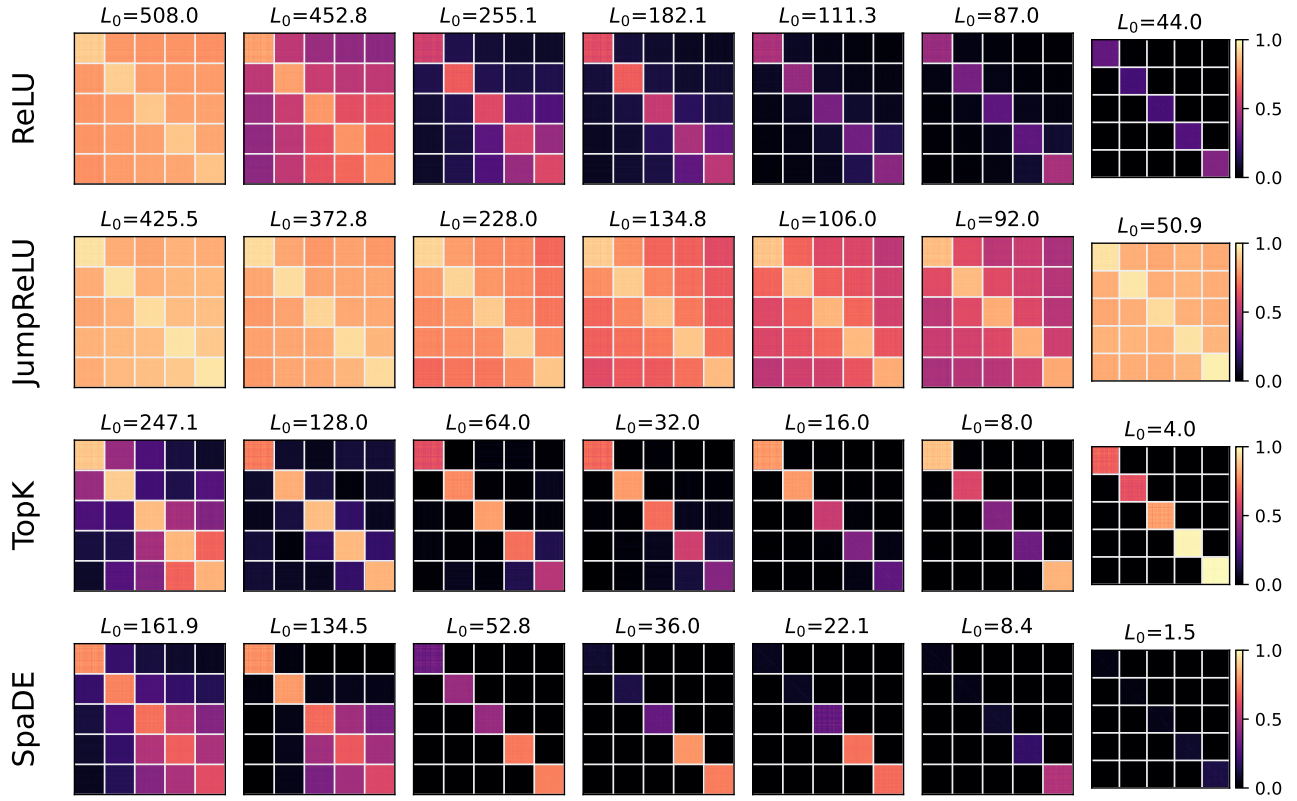 L₀=508.0 L₀=452.8 L₀=255.1 L₀=182.1 L₀=111.3 L₀=87.0 L₀=44.0
ReLU
1.0
0.5
0.0
L₀=425.5 L₀=372.8 L₀=228.0 L₀=134.8 L₀=106.0 L₀=92.0 L₀=50.9
JumpReLU
1.0
0.5
0.0
L₀=247.1 L₀=128.0 L₀=64.0 L₀=32.0 L₀=16.0 L₀=8.0 L₀=4.0
TopK
1.0
0.5
0.0
L₀=161.9 L₀=134.5 L₀=52.8 L₀=36.0 L₀=22.1 L₀=8.4 L₀=1.5
SpaDE
1.0
0.5
0.0